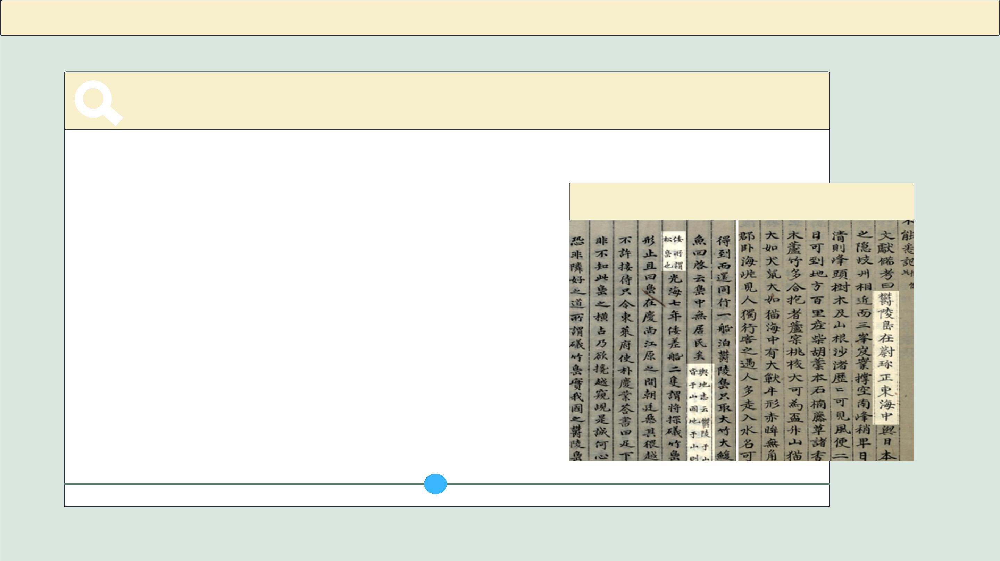 能悉記
文獻備考曰鬱陵島在蔚珍正東海中與日本
之隠岐州相近而三峯岌嶪撑空南峰稍卑日
清則峰頭樹木及山根沙渚歷〻可見風便二
日可到地方百里產柴胡藁本石楠藤草諸香
木蘆竹多合抱者蘆宲桃核大可為盃升山猫
大如犬鼠大如猫海中有大獸牛形赤眸無角
郡卧海岸見人獨行害之遇人多走入水名可
得到而還同行一船泊鬱陵島只取大竹大鰒
魚回啓云島中無居民矣輿地志云鬱陵于山皆于山國地于山則
倭所謂松島也光海七年倭差船二隻謂將探礒竹島
形止且曰島在慶尚江原之間朝廷惡其猥越
不許接待只令東萊府使朴慶業荅書曰足下
非不知此島之橫占乃欲攙越窺覘是誠何心
恐非隣好之道所謂礒竹島實我國之鬱陵島